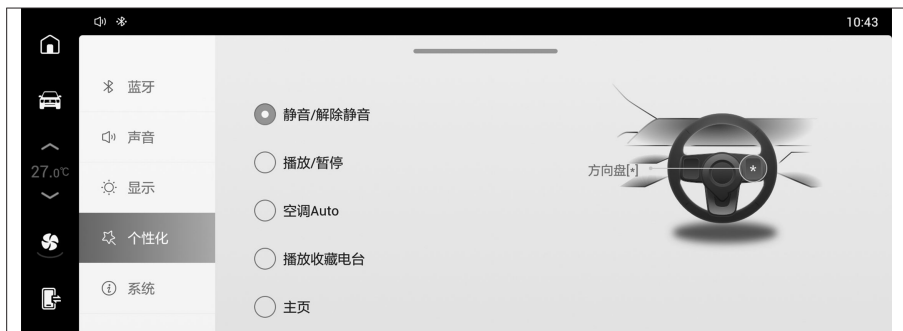 10:43
27.0℃
蓝牙
声音
显示
个性化
系统
静音/解除静音
播放/暂停
空调Auto
播放收藏电台
主页
方向盘[*]
*